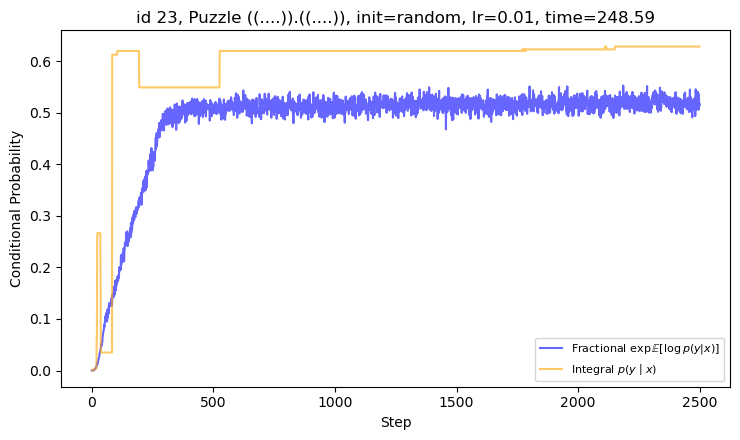 id 23, Puzzle ((....)).((....)), init=random, lr=0.01, time=248.59
Conditional Probability
0.6
0.5
0.4
0.3
0.2
0.1
0.0
Fractional exp𝔼[log p(y|x)]
Integral p(y | x)
0 500 1000 1500 2000 2500
Step